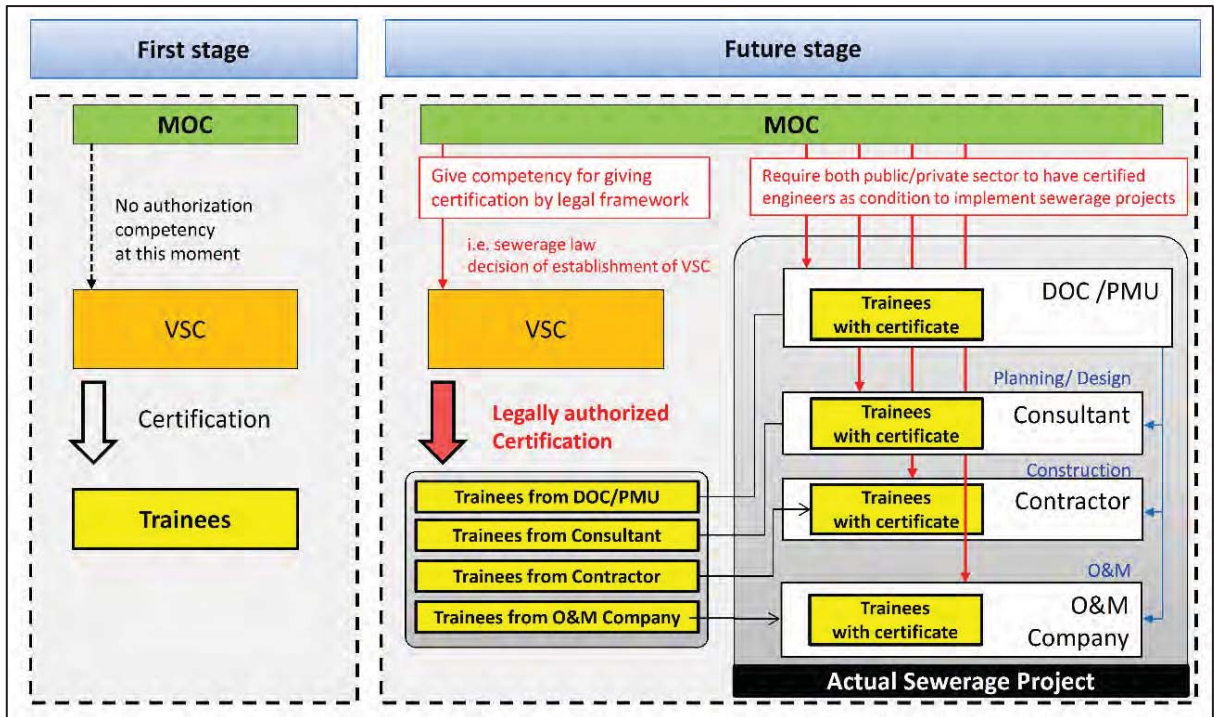 First stage
Future stage
MOC
No authorization
competency
at this moment
VSC
Certification
Trainees
MOC
Give competency for giving
certification by legal framework
i.e. sewerage law
decision of establishment of VSC
VSC
Legally authorized
Certification
Trainees from DOC/PMU
Trainees from Consultant
Trainees from Contractor
Trainees from O&M Company
Require both public/private sector to have certified
engineers as condition to implement sewerage projects
DOC /PMU
Trainees
with certificate
Planning/ Design
Consultant
Trainees
with certificate
Construction
Contractor
Trainees
with certificate
O&M
O&M
Company
Trainees
with certificate
Actual Sewerage Project